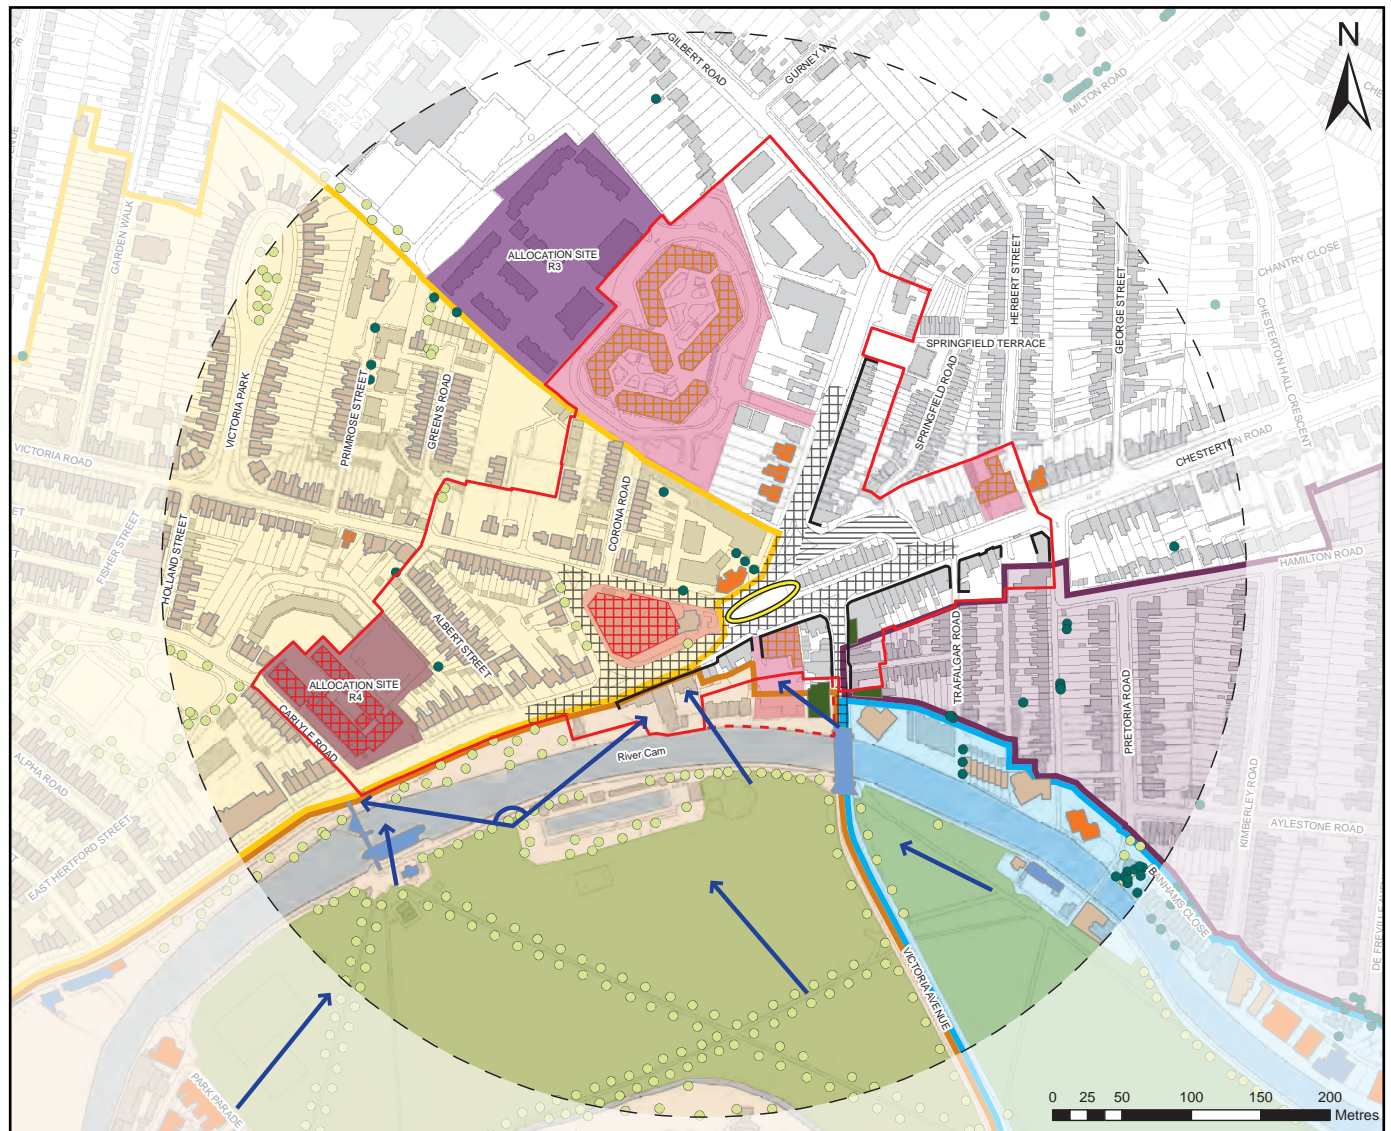 GILBERT ROAD
GURNEY WAY
MILTON ROAD
N
GARDEN WALK
ALLOCATION SITE
R3
CHANTRY CLOSE
HERBERT STREET
GEORGE STREET
CHESTERTON HALL CRESCENT
SPRINGFIELD TERRACE
VICTORIA PARK
PRIMROSE STREET
GREEN'S ROAD
SPRINGFIELD ROAD
VICTORIA ROAD
CHESTERTON ROAD
CORONA ROAD
FISHER STREET
HOLLAND STREET
HAMILTON ROAD
ALBERT STREET
TRAFALGAR ROAD
ALLOCATION SITE
R4
PRETORIA ROAD
CARLYLE ROAD
River Cam
ALPHA ROAD
KIMBERLEY ROAD
AYLESTONE ROAD
EAST HERTFORD STREET
BANHAMS CLOSE
DE FREVILLE AVE
VICTORIA AVENUE
PARK PARADE
0 25 50 100 150 200
Metres